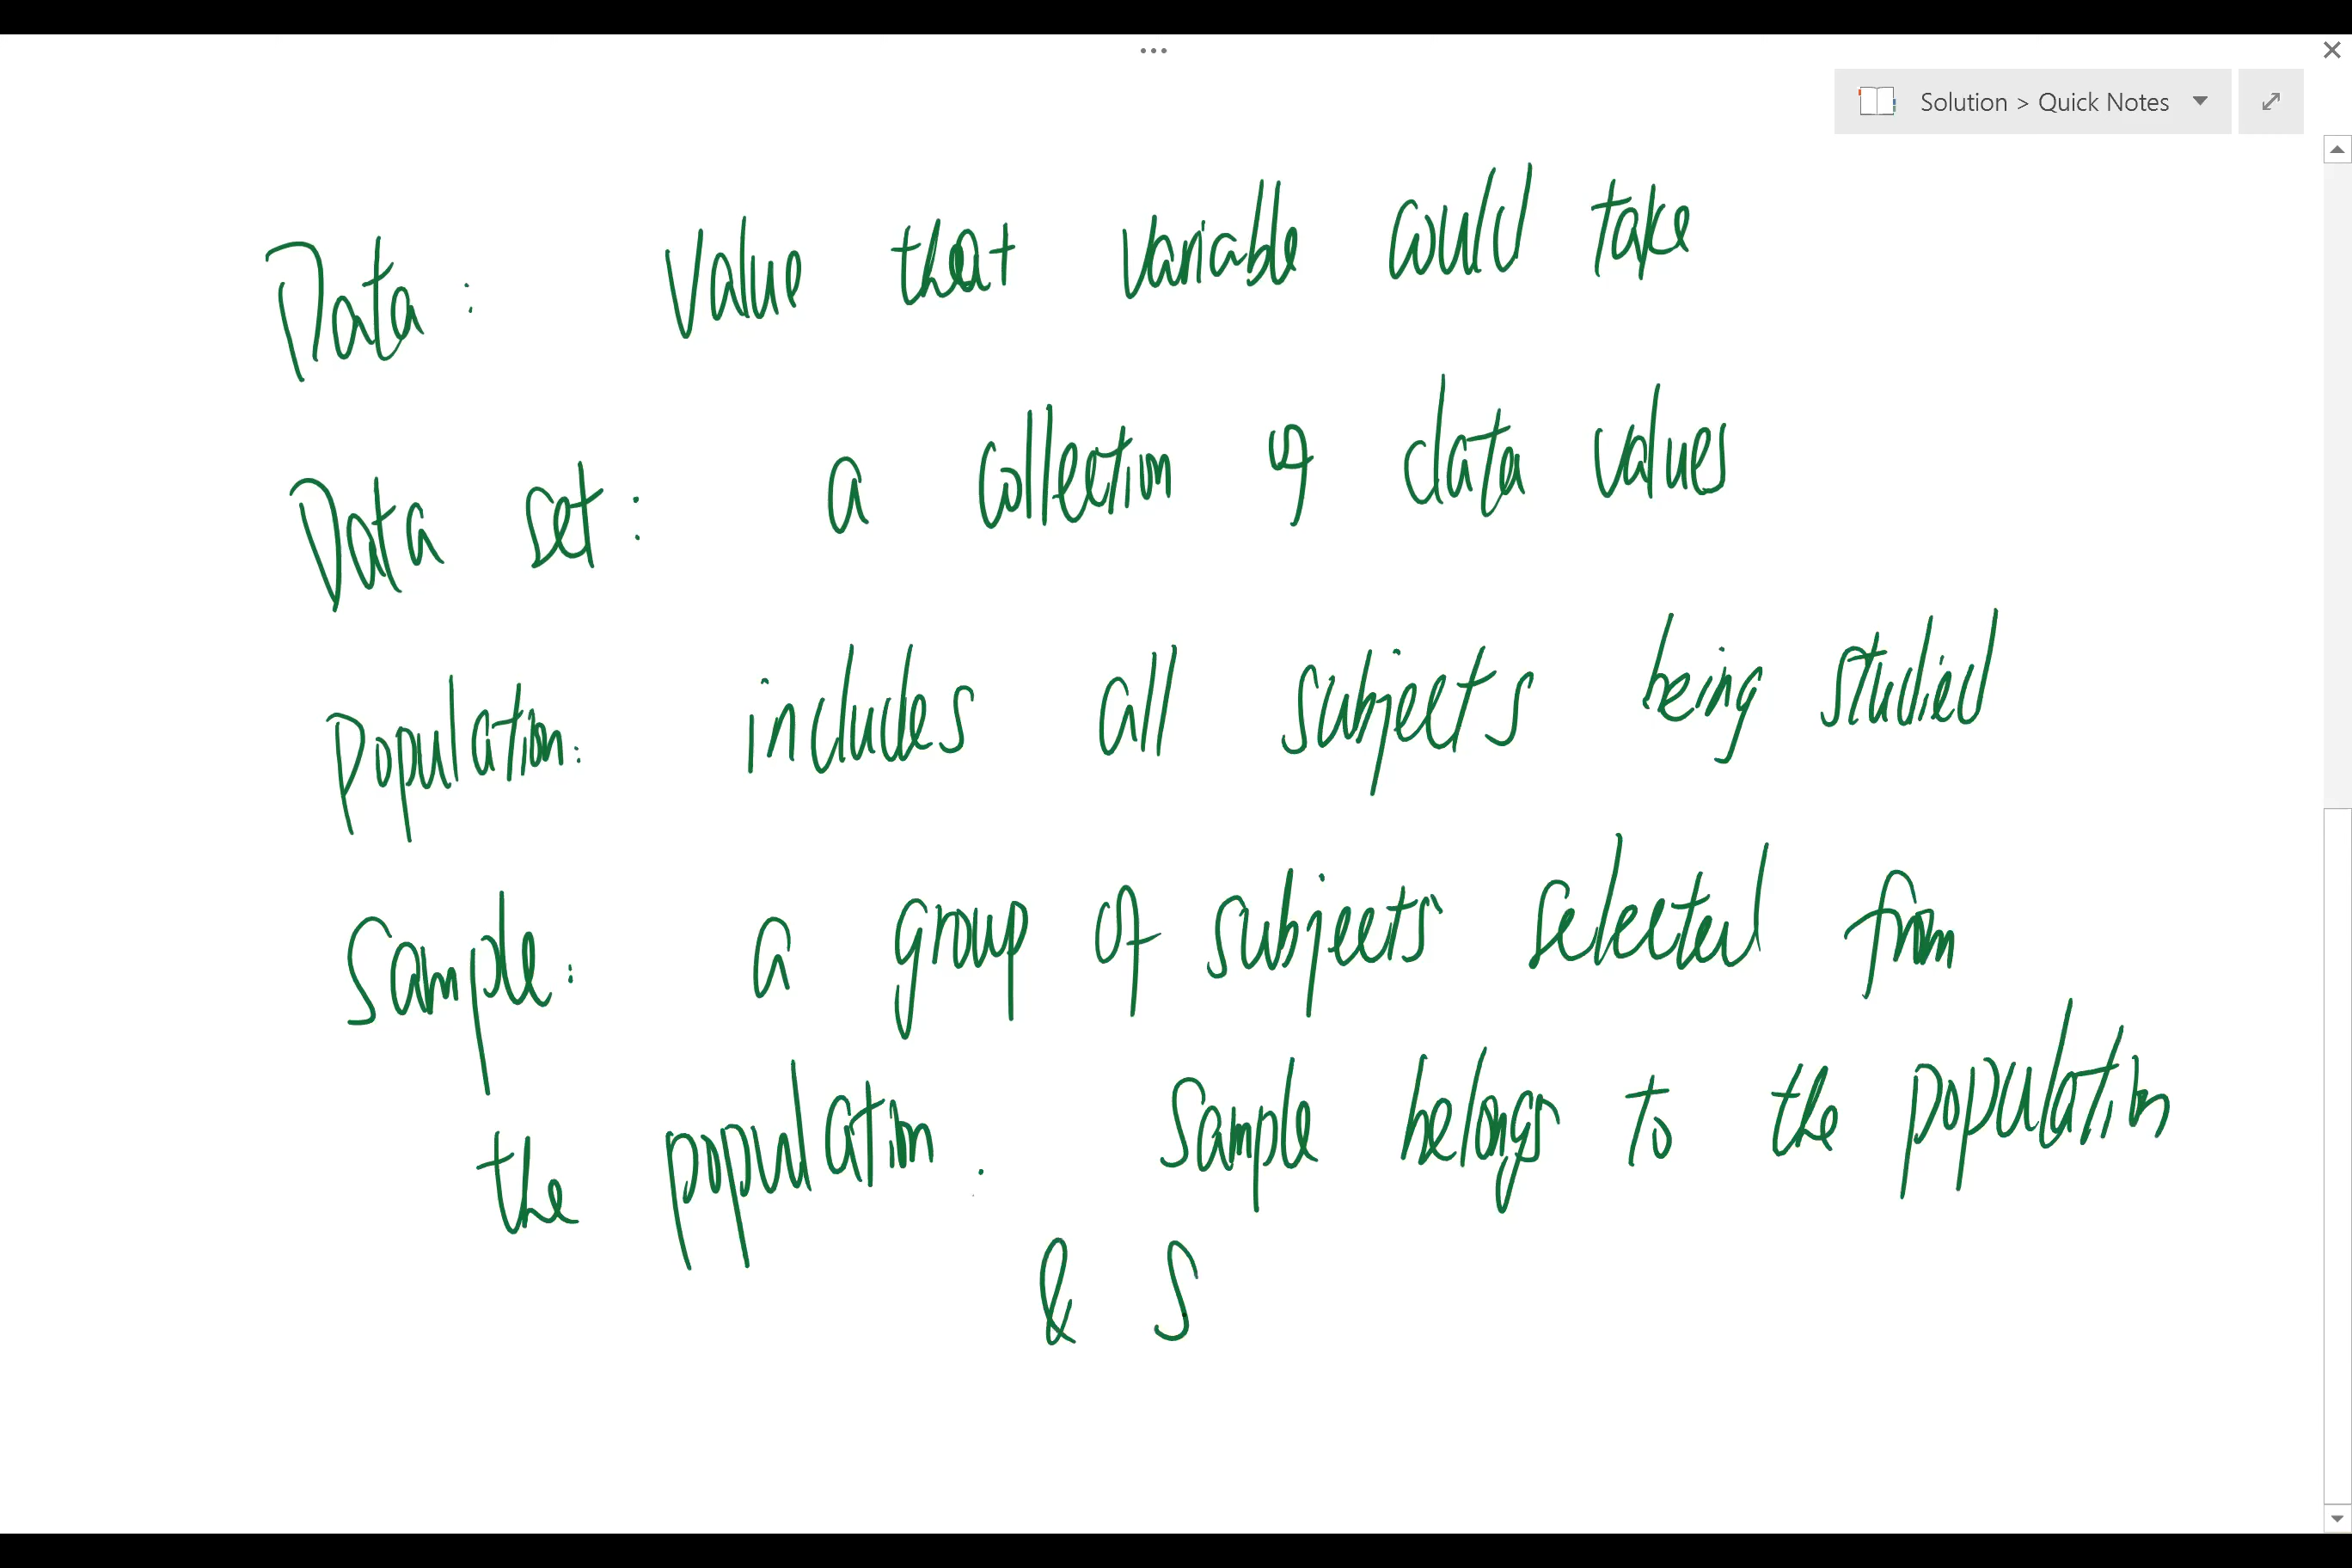 Solution > Quick Notes
Data: Value that variable could take
Data set: a collection of data values
population: includes all subjects being studied
Sample: a group of subjects selected from
the population. Sample belongs to the population
& S